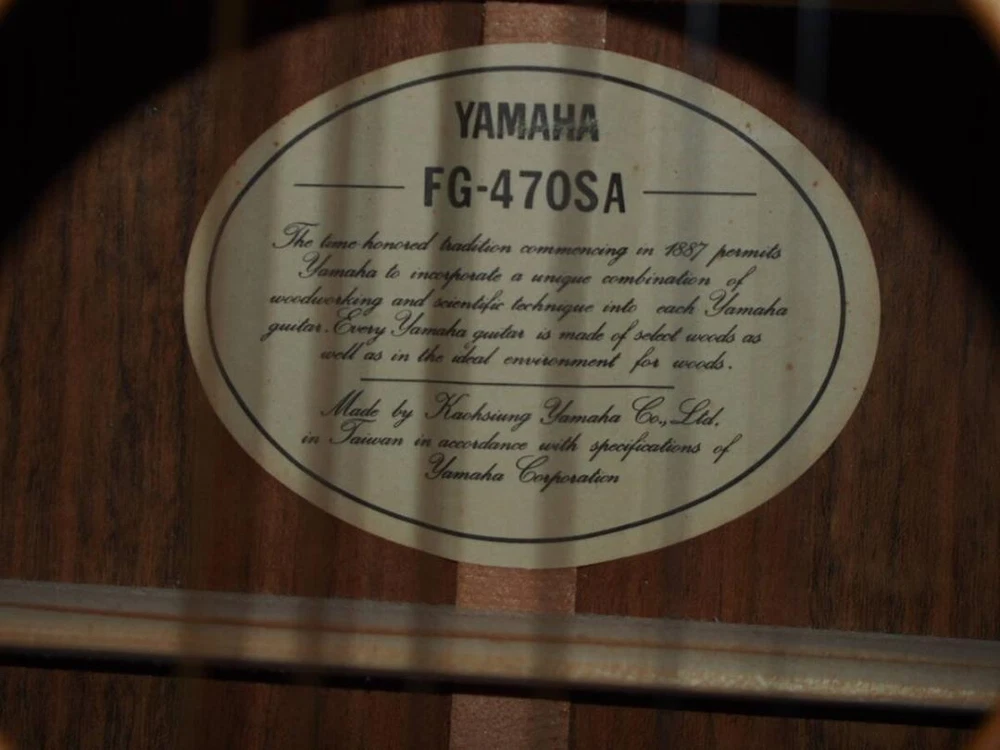 YAMAHA
FG-470SA
The time-honored tradition commencing in 1887 permits
Yamaha to incorporate a unique combination of
woodworking and scientific technique into each Yamaha
guitar. Every Yamaha guitar is made of select woods as
well as in the ideal environment for woods.
Made by Kaohsiung Yamaha Co., Ltd.
in Taiwan in accordance with specifications of
Yamaha Corporation